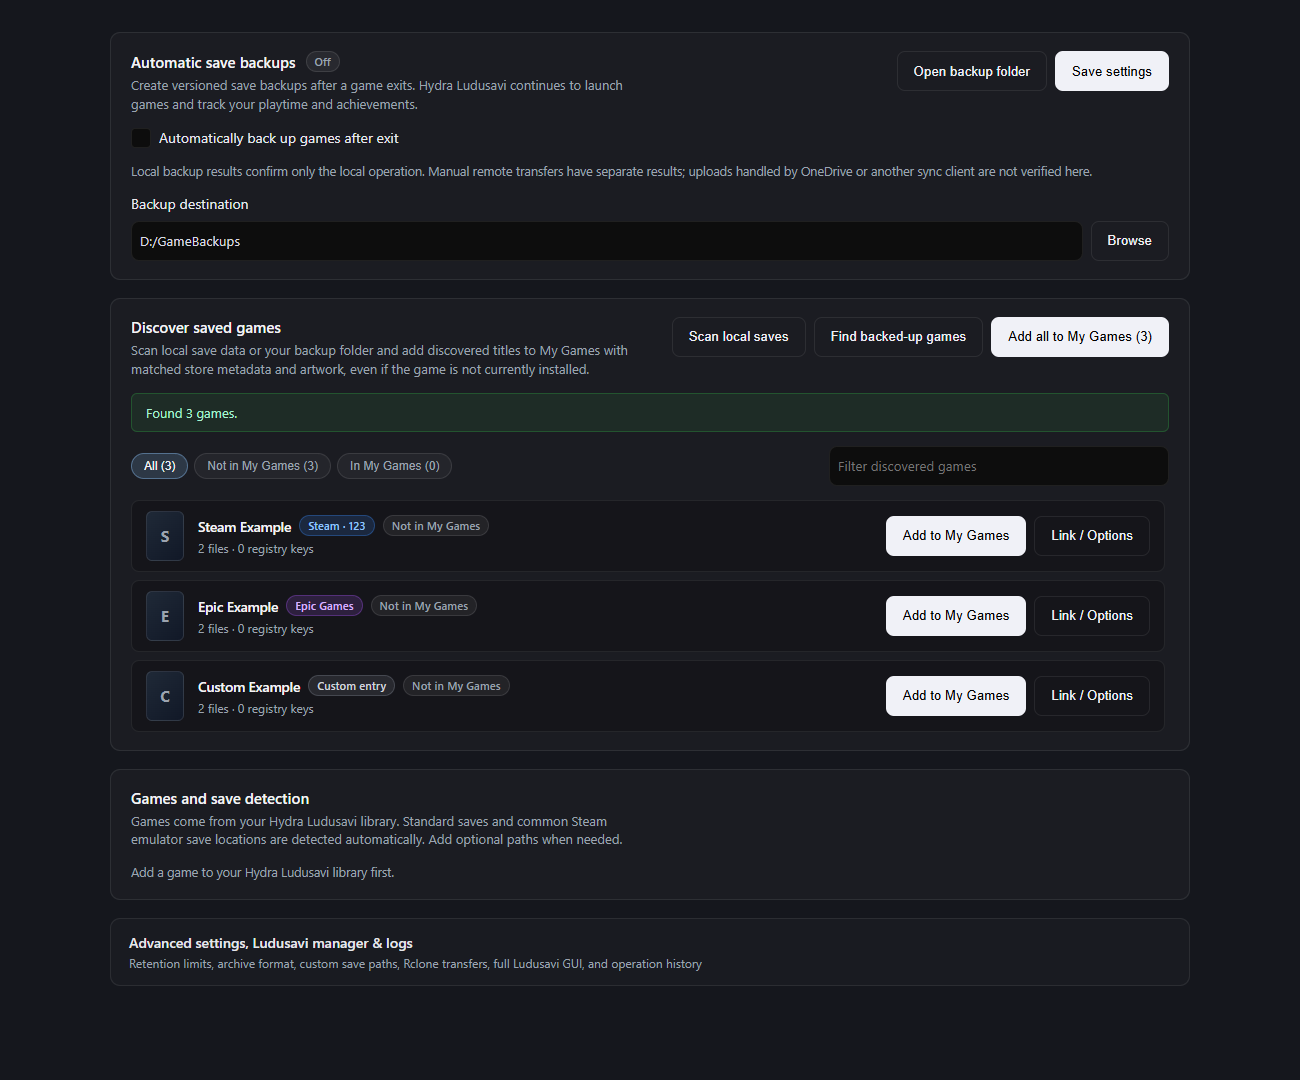 Automatic save backups Off
Open backup folder
Save settings
Create versioned save backups after a game exits. Hydra Ludusavi continues to launch
games and track your playtime and achievements.
Automatically back up games after exit
Local backup results confirm only the local operation. Manual remote transfers have separate results; uploads handled by OneDrive or another sync client are not verified here.
Backup destination
D:/GameBackups
Browse
Discover saved games
Scan local saves
Find backed-up games
Add all to My Games (3)
Scan local save data or your backup folder and add discovered titles to My Games with
matched store metadata and artwork, even if the game is not currently installed.
Found 3 games.
All (3)
Not in My Games (3)
In My Games (0)
Filter discovered games
S
Steam Example Steam · 123 Not in My Games
2 files · 0 registry keys
Add to My Games
Link / Options
E
Epic Example Epic Games Not in My Games
2 files · 0 registry keys
Add to My Games
Link / Options
C
Custom Example Custom entry Not in My Games
2 files · 0 registry keys
Add to My Games
Link / Options
Games and save detection
Games come from your Hydra Ludusavi library. Standard saves and common Steam
emulator save locations are detected automatically. Add optional paths when needed.
Add a game to your Hydra Ludusavi library first.
Advanced settings, Ludusavi manager & logs
Retention limits, archive format, custom save paths, Rclone transfers, full Ludusavi GUI, and operation history